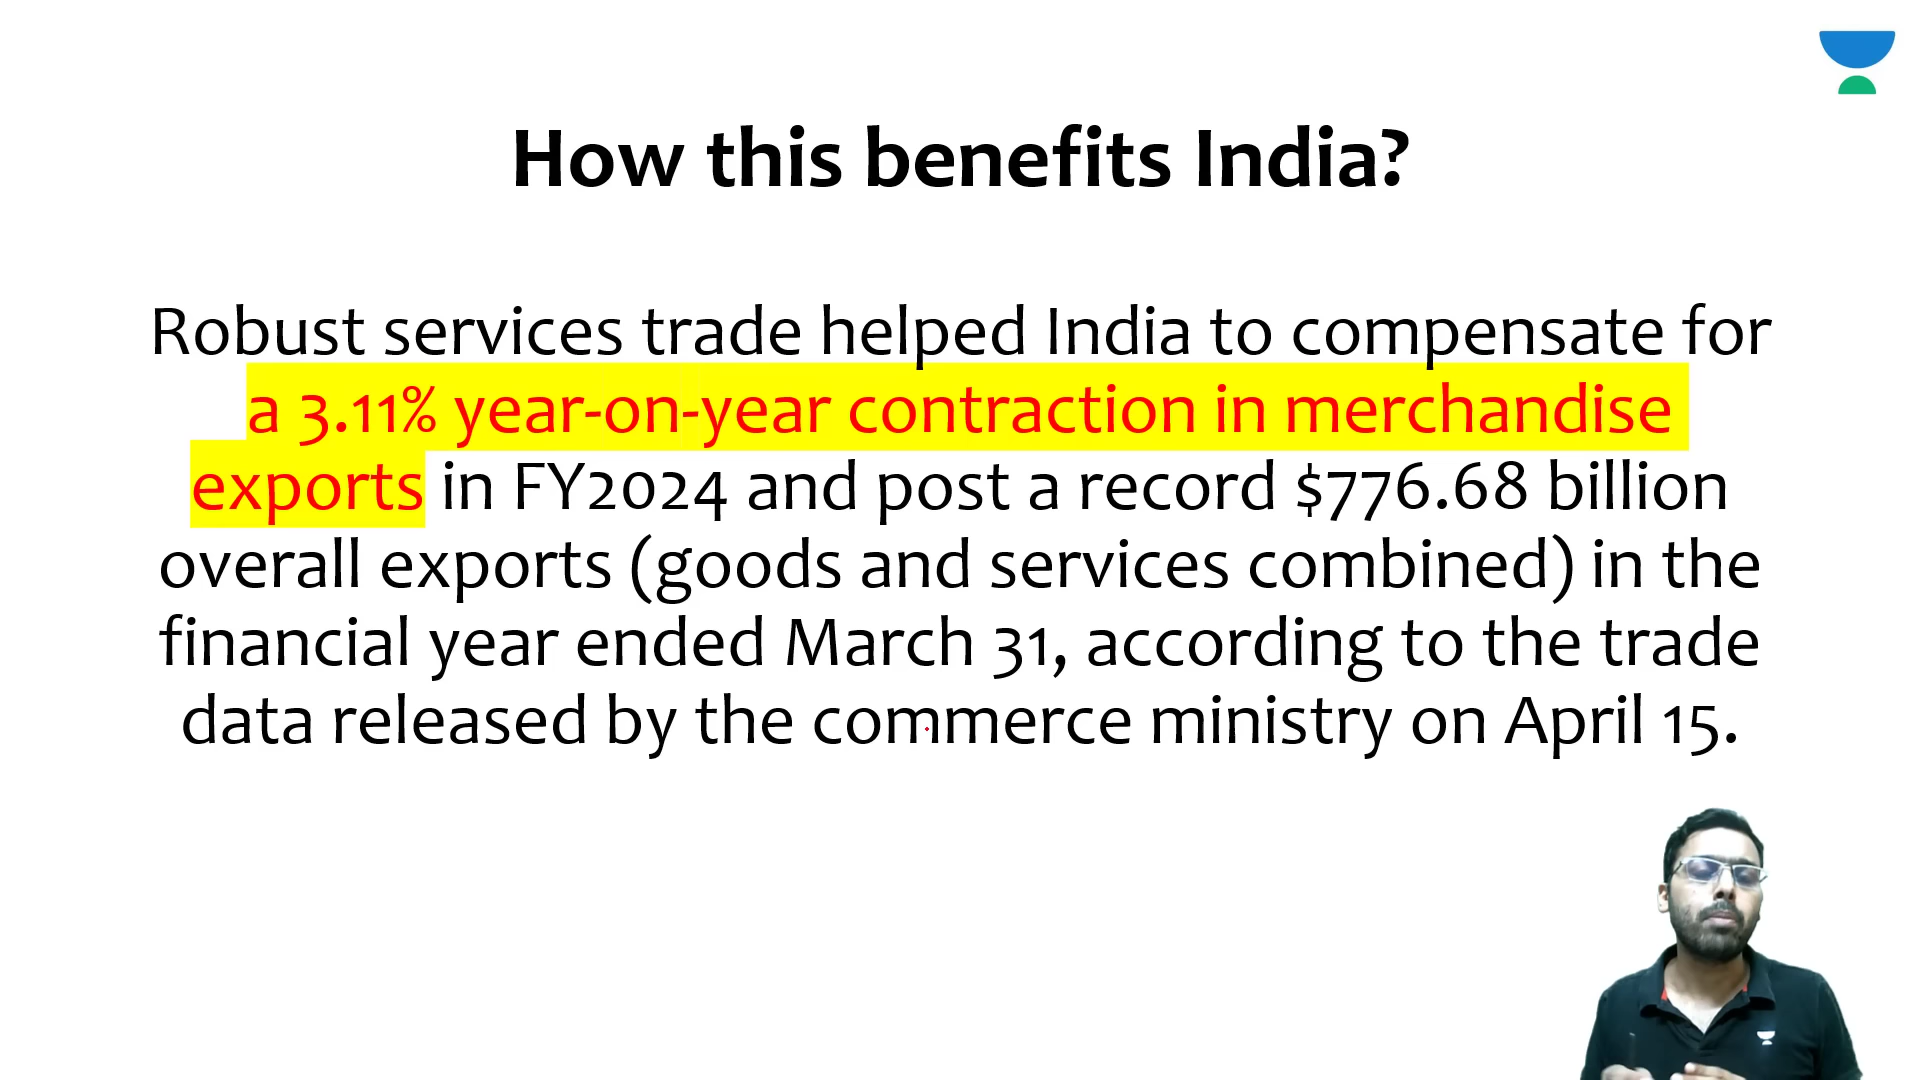 How this benefits India?
Robust services trade helped India to compensate for
a 3.11% year-on-year contraction in merchandise
exports in FY2024 and post a record $776.68 billion
overall exports (goods and services combined) in the
financial year ended March 31, according to the trade
data released by the commerce ministry on April 15.